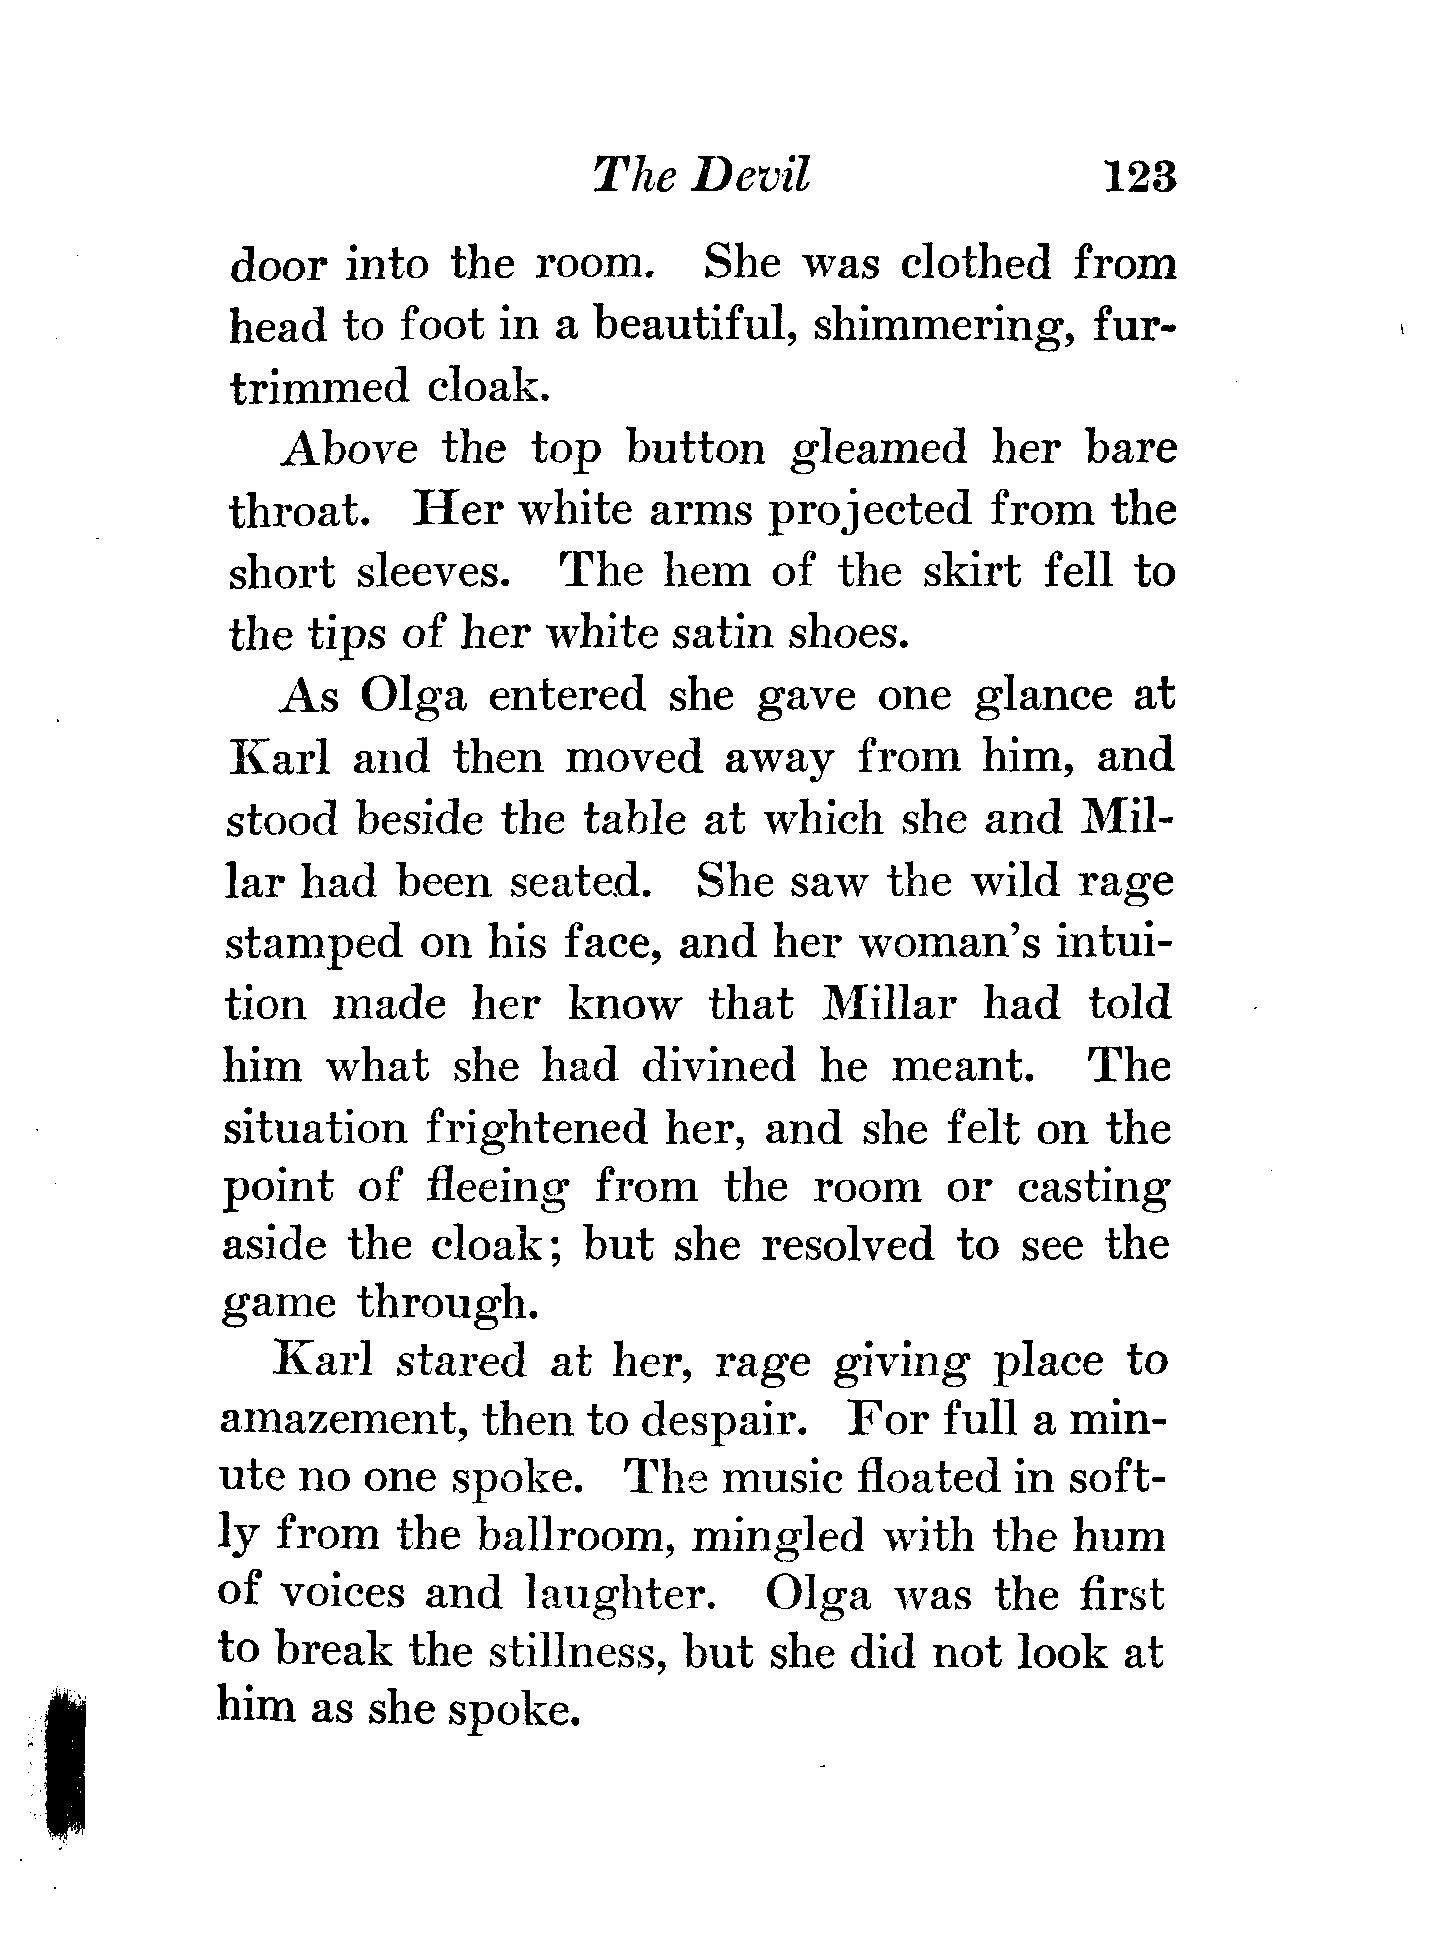 The Devil 123
door into the room. She was clothed from
head to foot in a beautiful, shimmering, fur-
trimmed cloak.
Above the top button gleamed her bare
throat. Her white arms projected from the
short sleeves. The hem of the skirt fell to
the tips of her white satin shoes.
As Olga entered she gave one glance at
Karl and then moved away from him, and
stood beside the table at which she and Mil-
lar had been seated. She saw the wild rage
stamped on his face, and her woman's intui-
tion made her know that Millar had told
him what she had divined he meant. The
situation frightened her, and she felt on the
point of fleeing from the room or casting
aside the cloak; but she resolved to see the
game through.
Karl stared at her, rage giving place to
amazement, then to despair. For full a min-
ute no one spoke. The music floated in soft-
ly from the ballroom, mingled with the hum
of voices and laughter. Olga was the first
to break the stillness, but she did not look at
him as she spoke.